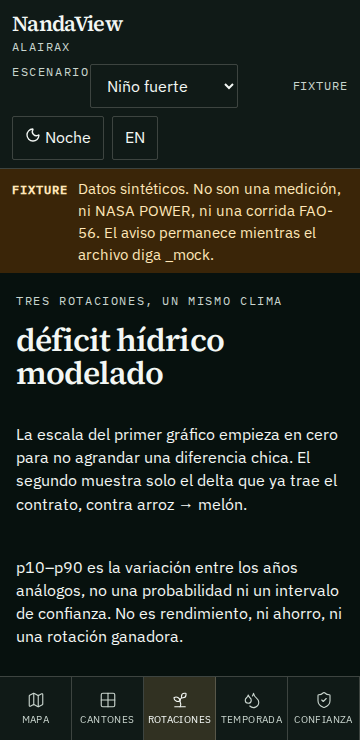 NandaView
ALAIRAX
ESCENARIO
Niño fuerte
FIXTURE
Noche
EN
FIXTURE
Datos sintéticos. No son una medición,
ni NASA POWER, ni una corrida FAO-
56. El aviso permanece mientras el
archivo diga _mock.
TRES ROTACIONES, UN MISMO CLIMA
déficit hídrico
modelado
La escala del primer gráfico empieza en cero
para no agrandar una diferencia chica. El
segundo muestra solo el delta que ya trae el
contrato, contra arroz → melón.
p10–p90 es la variación entre los años
análogos, no una probabilidad ni un intervalo
de confianza. No es rendimiento, ni ahorro, ni
una rotación ganadora.
MAPA
CANTONES
ROTACIONES
TEMPORADA
CONFIANZA